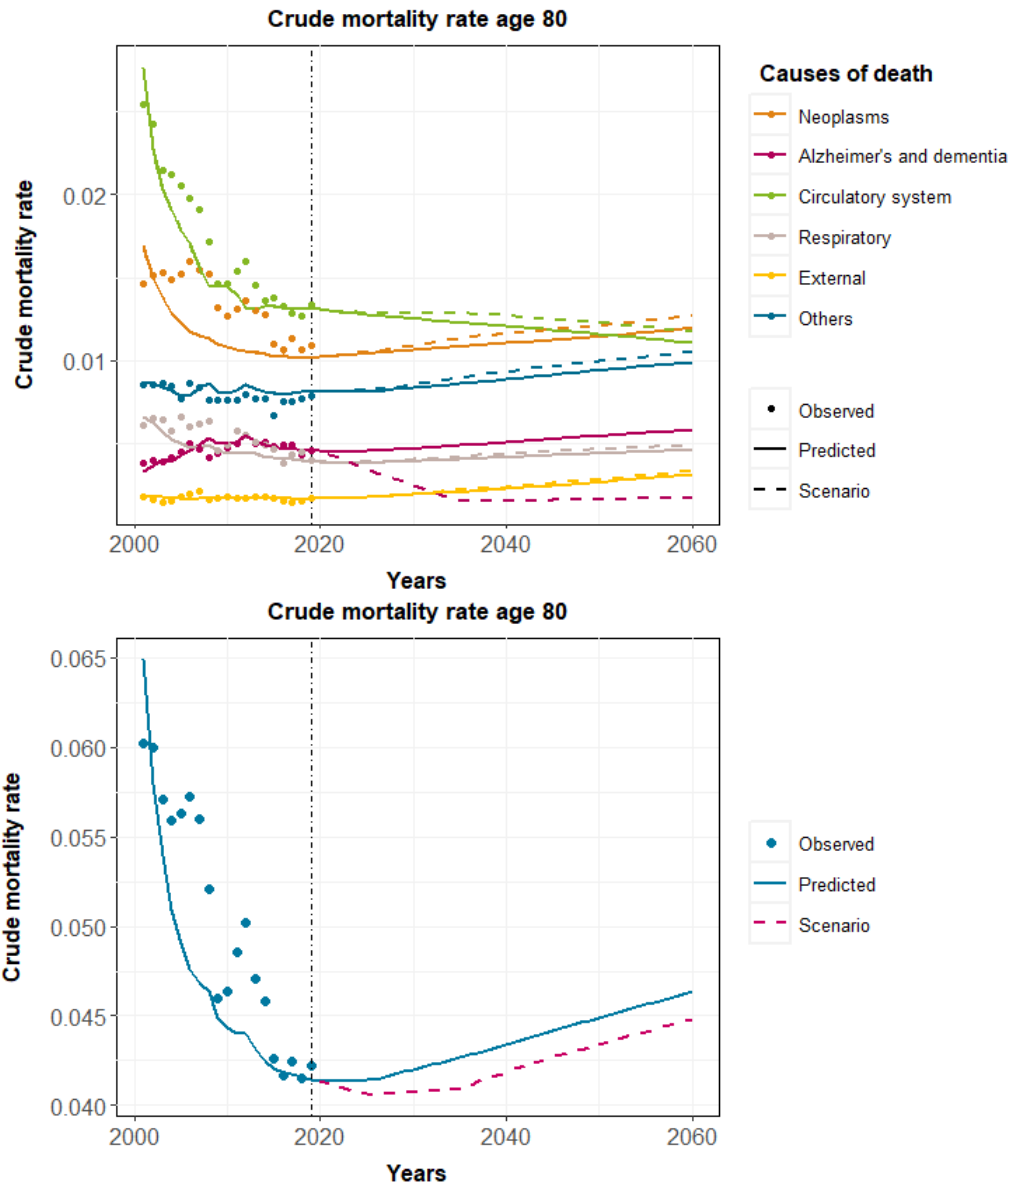 Crude mortality rate age 80
Crude mortality rate
0.02
0.01
2000
2020
2040
2060
Years
Causes of death
Neoplasms
Alzheimer's and dementia
Circulatory system
Respiratory
External
Others
Observed
Predicted
Scenario
Crude mortality rate age 80
Crude mortality rate
0.065
0.060
0.055
0.050
0.045
0.040
2000
2020
2040
2060
Years
Observed
Predicted
Scenario